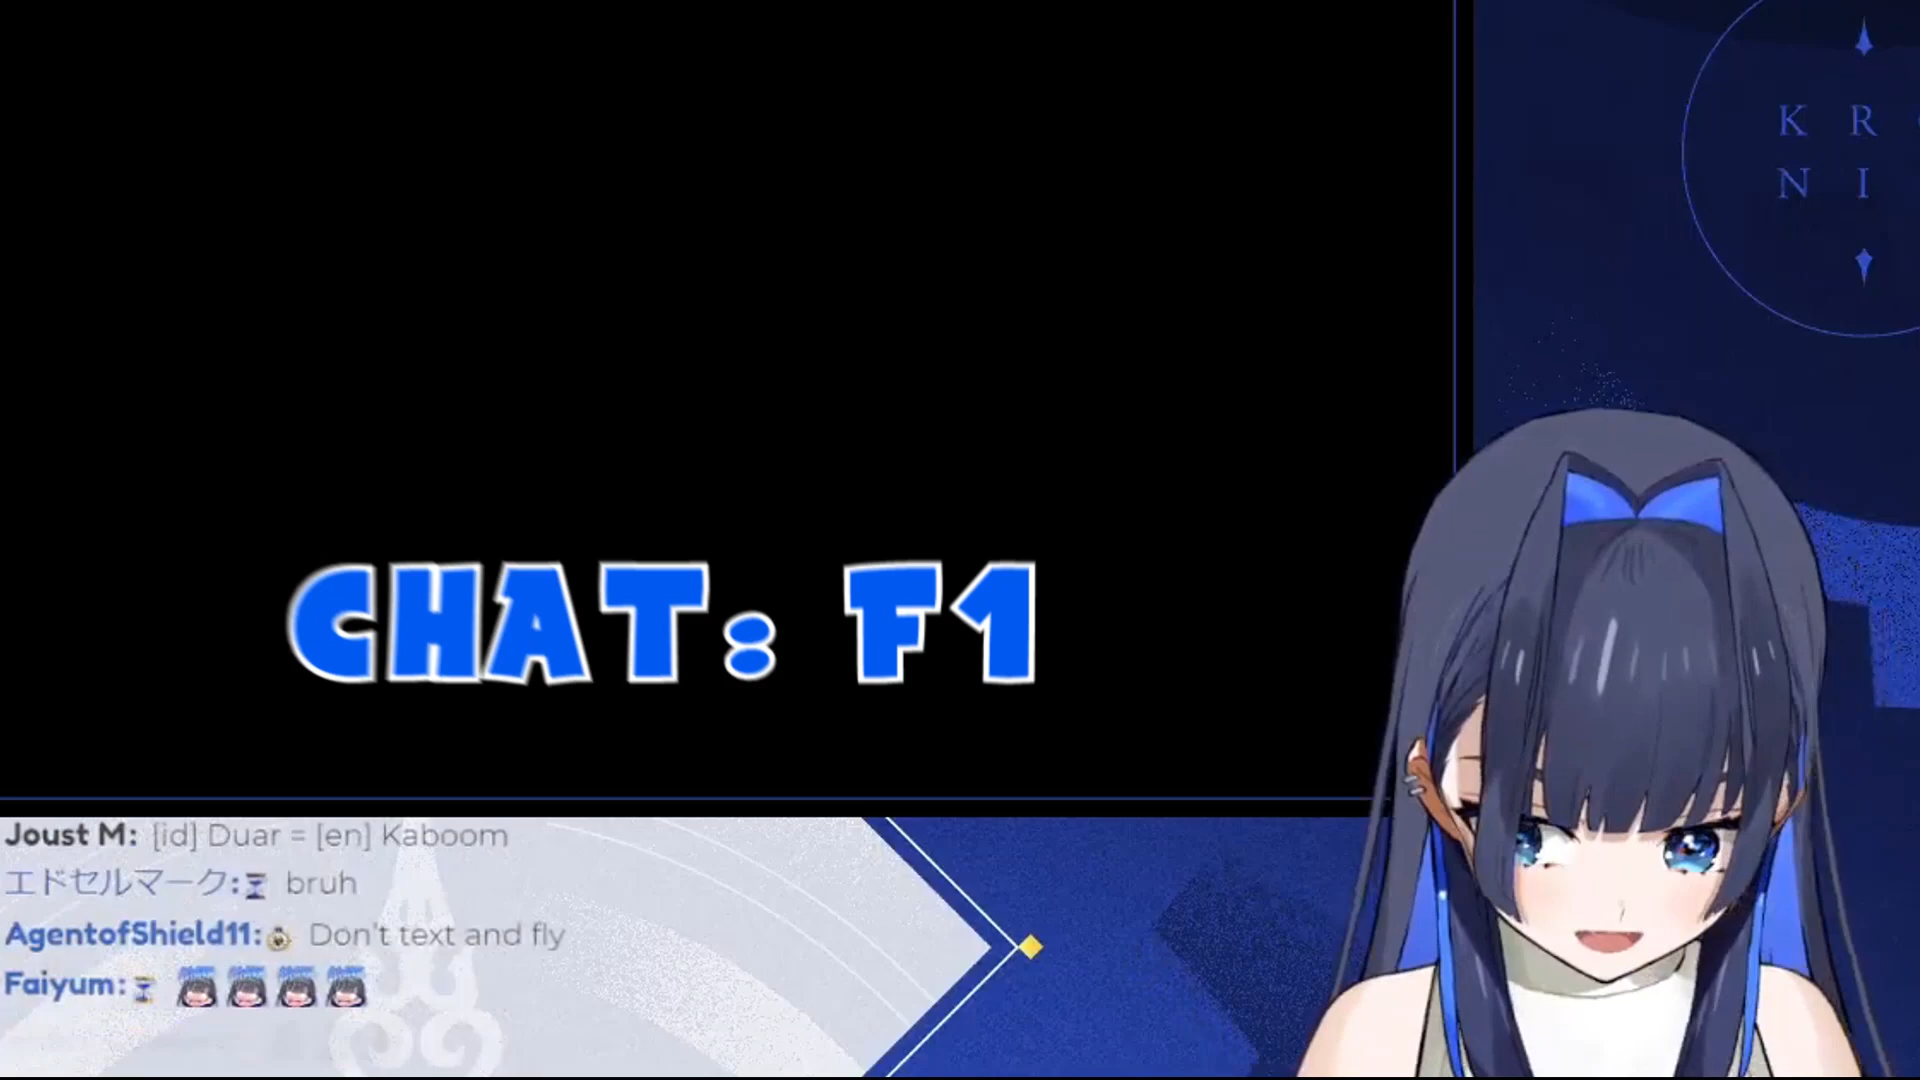 K R
N I
CHAT: F1
Joust M: [id] Duar = [en] Kaboom
エドセルマーク: bruh
AgentofShield11: Don't text and fly
Faiyum: